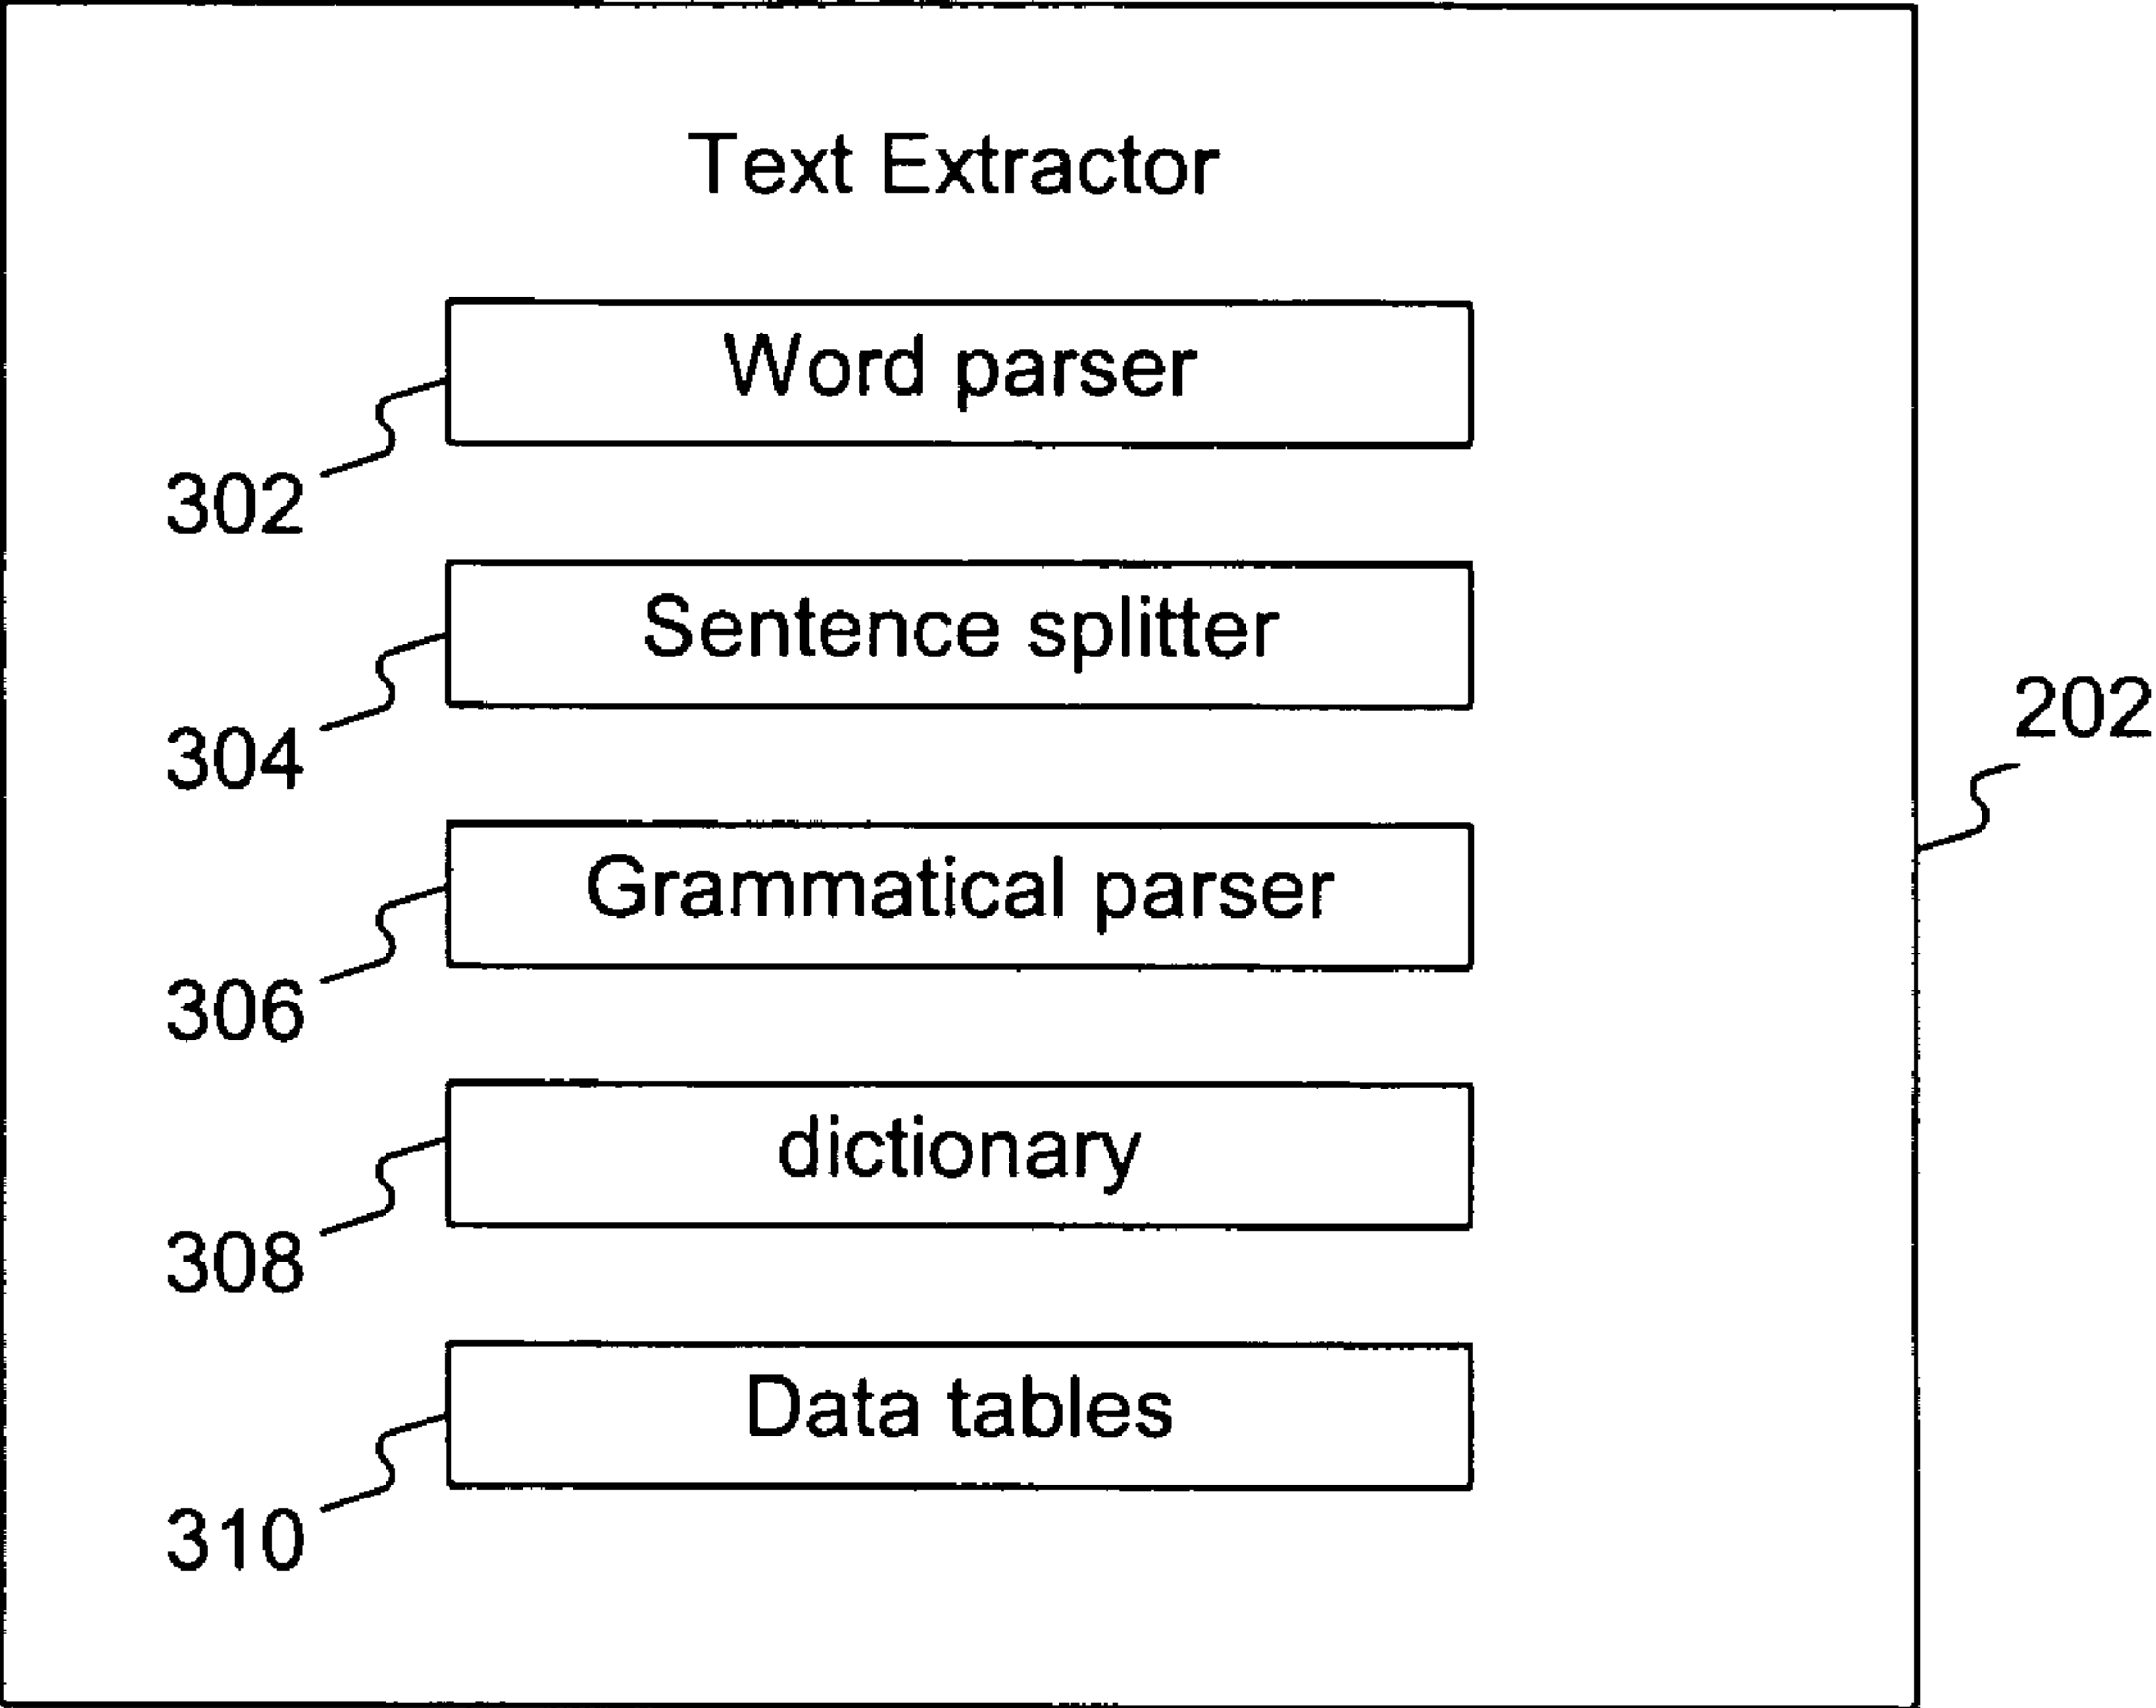 Text Extractor
Word parser
302
Sentence splitter
304
202
Grammatical parser
306
dictionary
308
Data tables
310